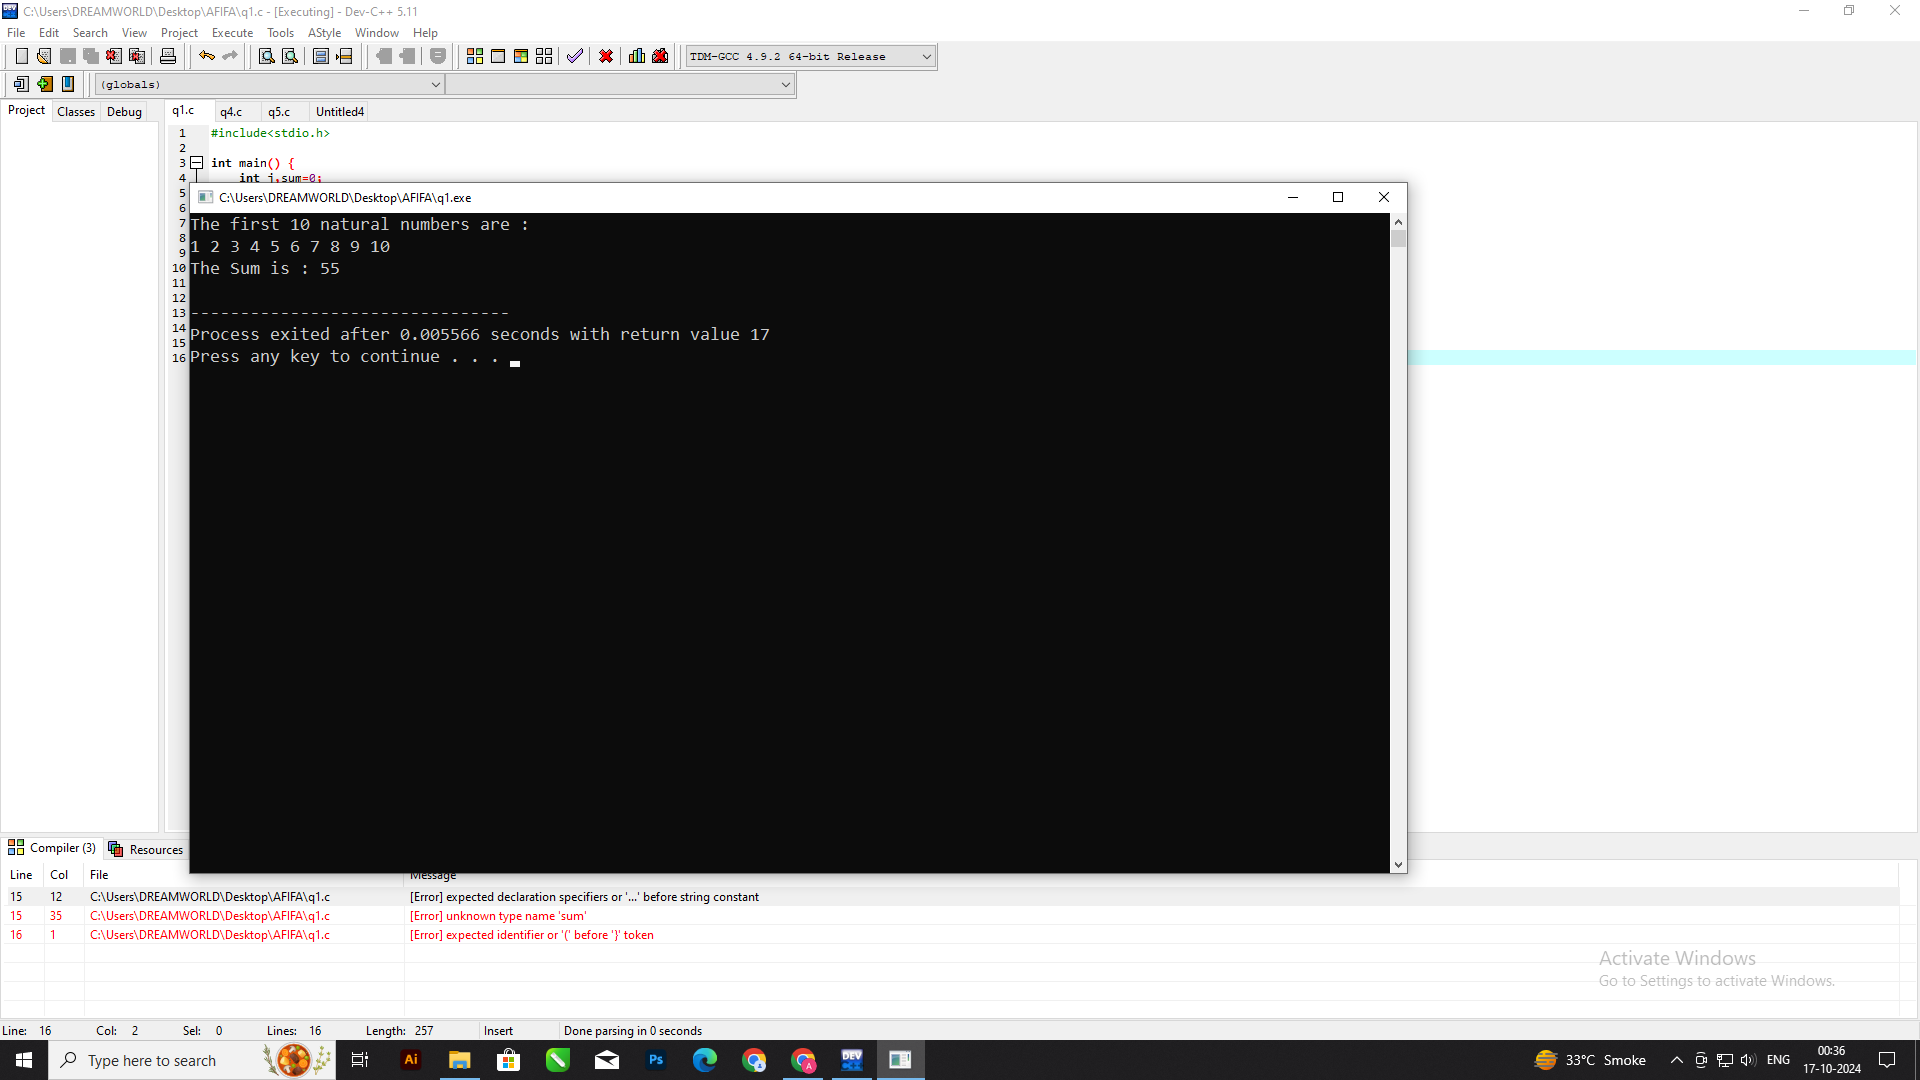 C:\Users\DREAMWORLD\Desktop\AFIFA\q1.c - [Executing] - Dev-C++ 5.11
File Edit Search View Project Execute Tools AStyle Window Help
TDM-GCC 4.9.2 64-bit Release
(globals)
Project Classes Debug
q1.c q4.c q5.c Untitled4
1 #include<stdio.h>
2
3 int main() {
4 int j,sum=0;
5
6
7
8
9
10
11
12
13
14
15
16
C:\Users\DREAMWORLD\Desktop\AFIFA\q1.exe
The first 10 natural numbers are :
1 2 3 4 5 6 7 8 9 10
The Sum is : 55
--------------------------------
Process exited after 0.005566 seconds with return value 17
Press any key to continue . . .
Compiler (3) Resources
Line Col File Message
15 12 C:\Users\DREAMWORLD\Desktop\AFIFA\q1.c [Error] expected declaration specifiers or '...' before string constant
15 35 C:\Users\DREAMWORLD\Desktop\AFIFA\q1.c [Error] unknown type name 'sum'
16 1 C:\Users\DREAMWORLD\Desktop\AFIFA\q1.c [Error] expected identifier or '(' before '}' token
Activate Windows
Go to Settings to activate Windows.
Line: 16 Col: 2 Sel: 0 Lines: 16 Length: 257 Insert Done parsing in 0 seconds
Type here to search
Ai
Ps
DEV
A
33°C Smoke
ENG
00:36
17-10-2024